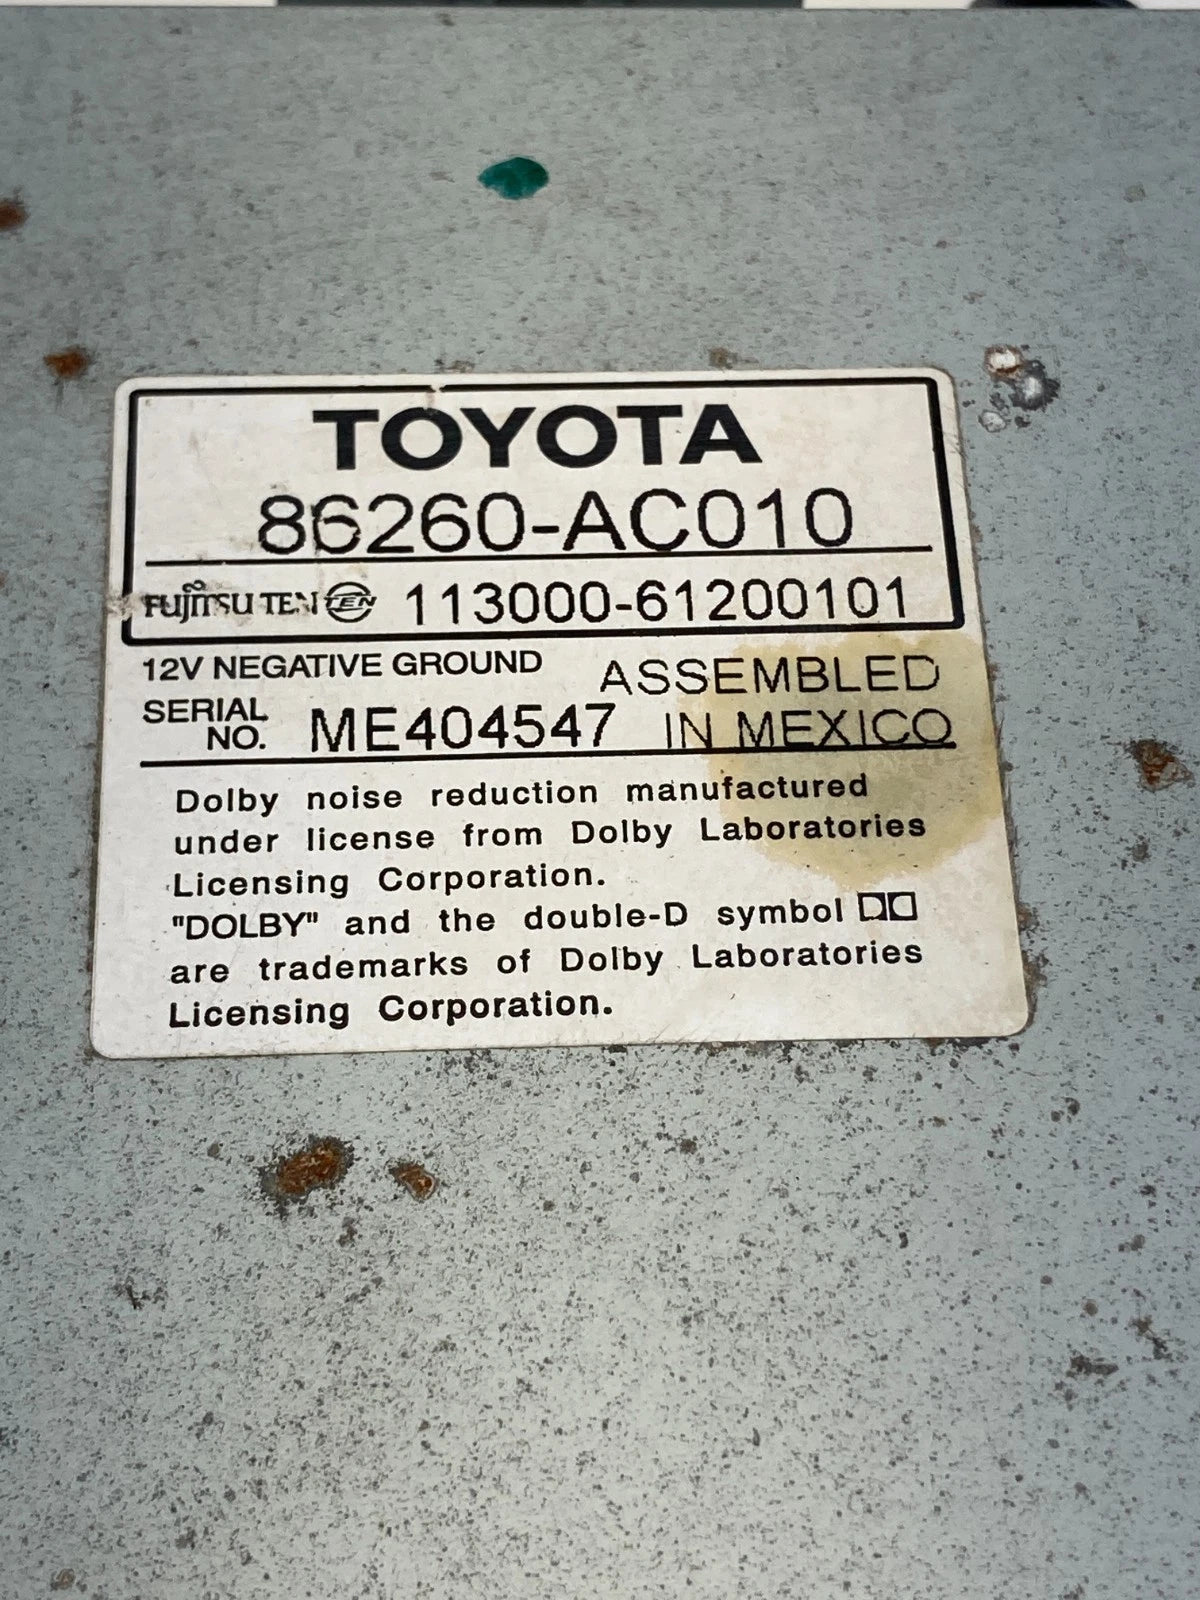 TOYOTA
86260-AC010
FUJITSU TEN TEN 113000-61200101
12V NEGATIVE GROUND ASSEMBLED
SERIAL NO. ME404547 IN MEXICO
Dolby noise reduction manufactured
under license from Dolby Laboratories
Licensing Corporation.
"DOLBY" and the double-D symbol
are trademarks of Dolby Laboratories
Licensing Corporation.